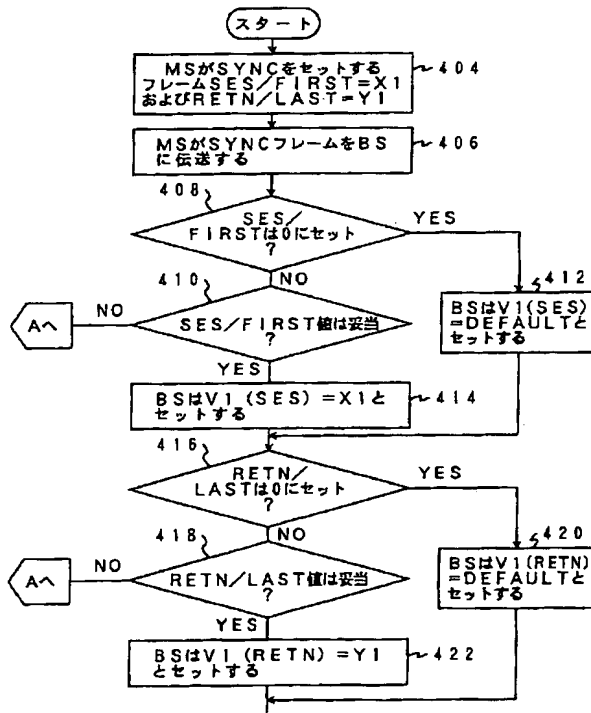 スタート
MSがSYNCをセットする
フレームSES/FIRST=X1
およびRETN/LAST=Y1
404
MSがSYNCフレームをBS
に伝送する
406
408
SES/
FIRSTは0にセット
?
YES
NO
410
412
BSはV1(SES)
=DEFAULTと
セットする
Aへ
NO
SES/FIRST値は妥当
?
YES
BSはV1(SES)=X1と
セットする
414
416
RETN/
LASTは0にセット
?
YES
NO
418
420
BSはV1(RETN)
=DEFAULTと
セットする
Aへ
NO
RETN/LAST値は妥当
?
YES
BSはV1(RETN)=Y1
とセットする
422